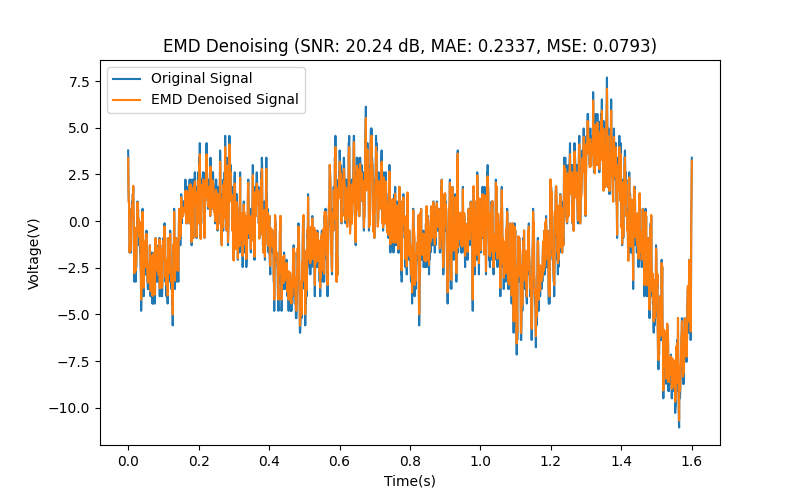 EMD Denoising (SNR: 20.24 dB, MAE: 0.2337, MSE: 0.0793)
Original Signal
EMD Denoised Signal
7.5
5.0
2.5
0.0
−2.5
−5.0
−7.5
−10.0
Voltage(V)
0.0 0.2 0.4 0.6 0.8 1.0 1.2 1.4 1.6
Time(s)